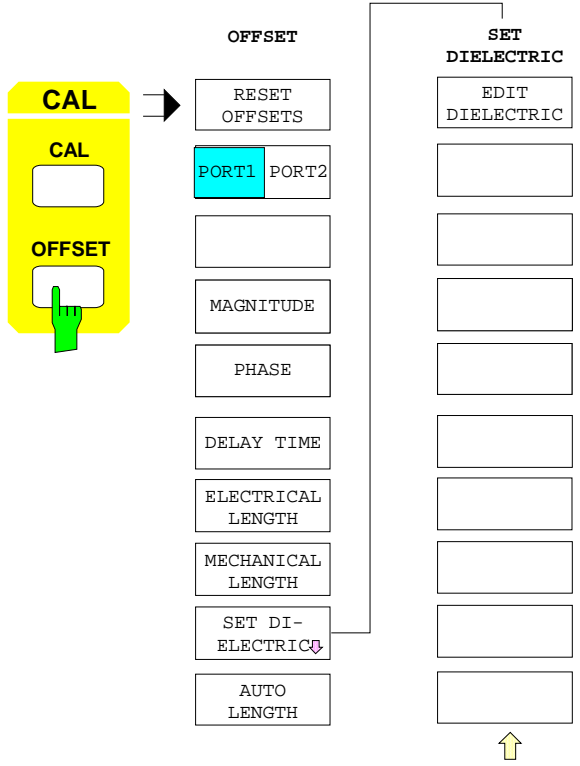 CAL
CAL
OFFSET
OFFSET
RESET
OFFSETS
PORT1 PORT2
MAGNITUDE
PHASE
DELAY TIME
ELECTRICAL
LENGTH
MECHANICAL
LENGTH
SET DI-
ELECTRIC
AUTO
LENGTH
SET
DIELECTRIC
EDIT
DIELECTRIC